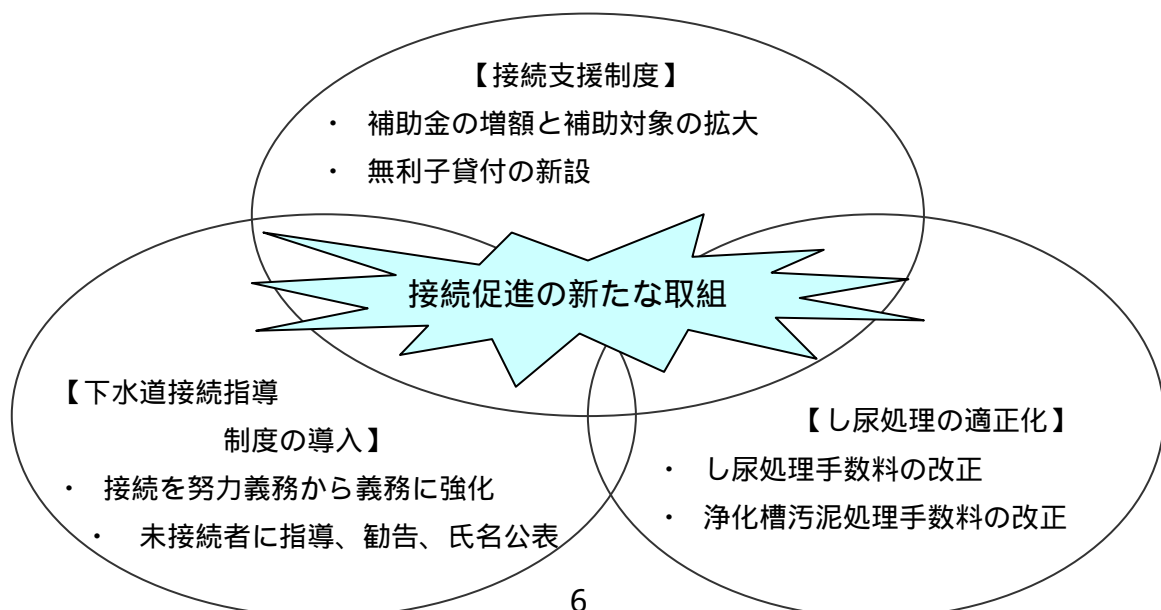 【接続支援制度】
・ 補助金の増額と補助対象の拡大
・ 無利子貸付の新設
接続促進の新たな取組
【下水道接続指導
制度の導入】
・ 接続を努力義務から義務に強化
・ 未接続者に指導、勧告、氏名公表
【し尿処理の適正化】
・ し尿処理手数料の改正
・ 浄化槽汚泥処理手数料の改正
6